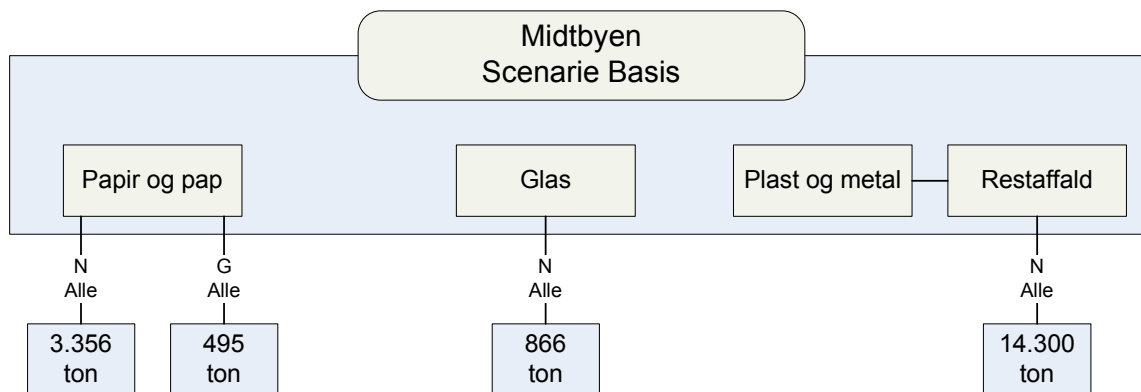 Midtbyen
Scenarie Basis
Papir og pap
Glas
Plast og metal
Restaffald
N
Alle
G
Alle
N
Alle
N
Alle
3.356
ton
495
ton
866
ton
14.300
ton